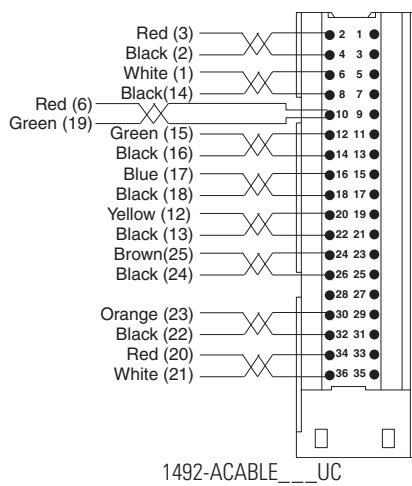 Red (3)
2 1
Black (2)
4 3
White (1)
6 5
Black(14)
8 7
Red (6)
10 9
Green (19)
Green (15)
12 11
Black (16)
14 13
Blue (17)
16 15
Black (18)
18 17
Yellow (12)
20 19
Black (13)
22 21
Brown(25)
24 23
Black (24)
26 25
28 27
Orange (23)
30 29
Black (22)
32 31
Red (20)
34 33
White (21)
36 35
1492-ACABLE_ _ _UC